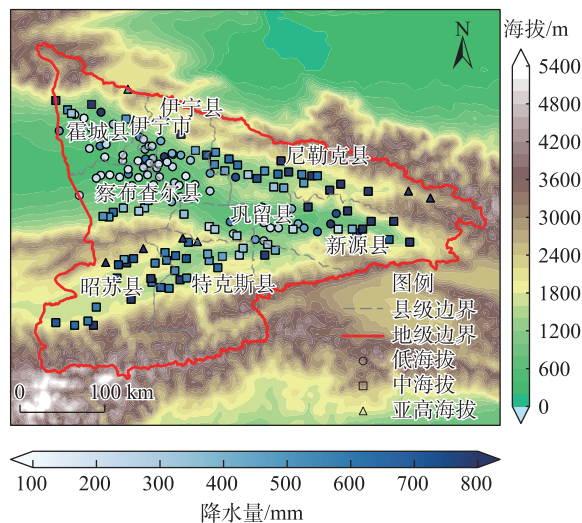 N
海拔/m
5400
4800
4200
3600
3000
2400
1800
1200
600
0
伊宁县
霍城县
伊宁市
尼勒克县
察布查尔县
巩留县
新源县
昭苏县
特克斯县
图例
县级边界
地级边界
低海拔
中海拔
亚高海拔
0 100 km
100 200 300 400 500 600 700 800
降水量/mm